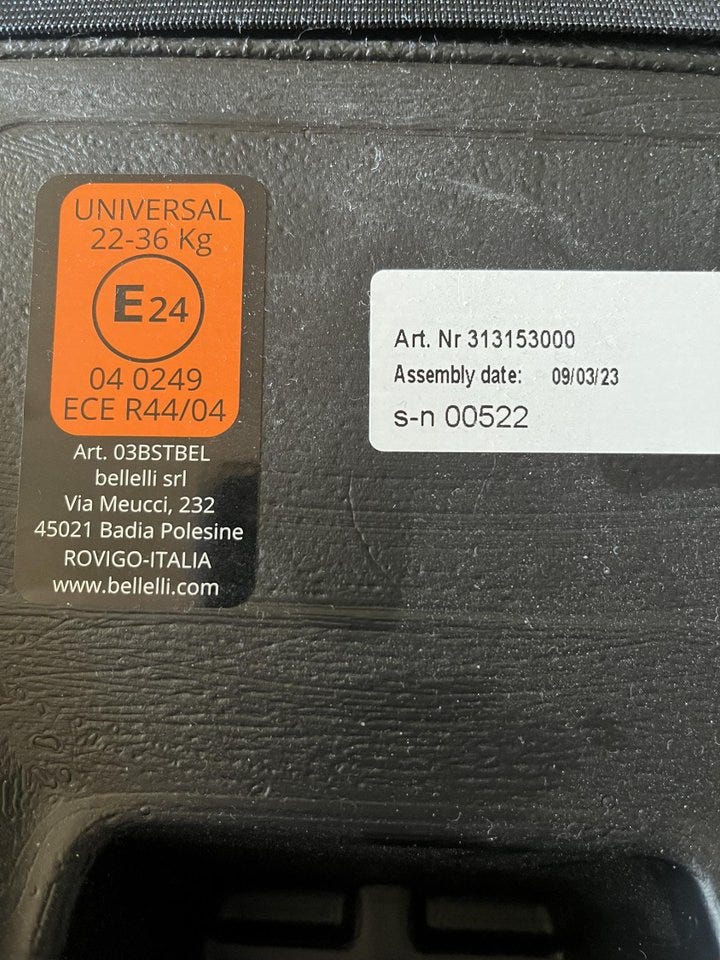 UNIVERSAL
22-36 Kg
E 24
04 0249
ECE R44/04
Art. 03BSTBEL
bellelli srl
Via Meucci, 232
45021 Badia Polesine
ROVIGO-ITALIA
www.bellelli.com
Art. Nr 313153000
Assembly date: 09/03/23
s-n 00522